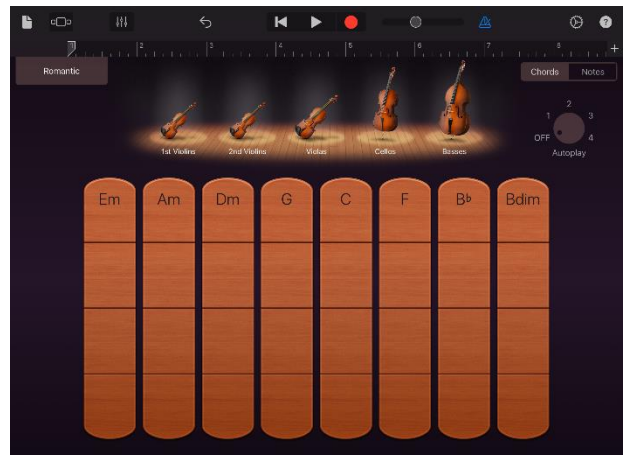 ?
1 2 3 4 5 6 7 8 +
Romantic
Chords Notes
1st Violins 2nd Violins Violas Cellos Basses
2
1 3
OFF 4
Autoplay
Em Am Dm G C F B♭ Bdim